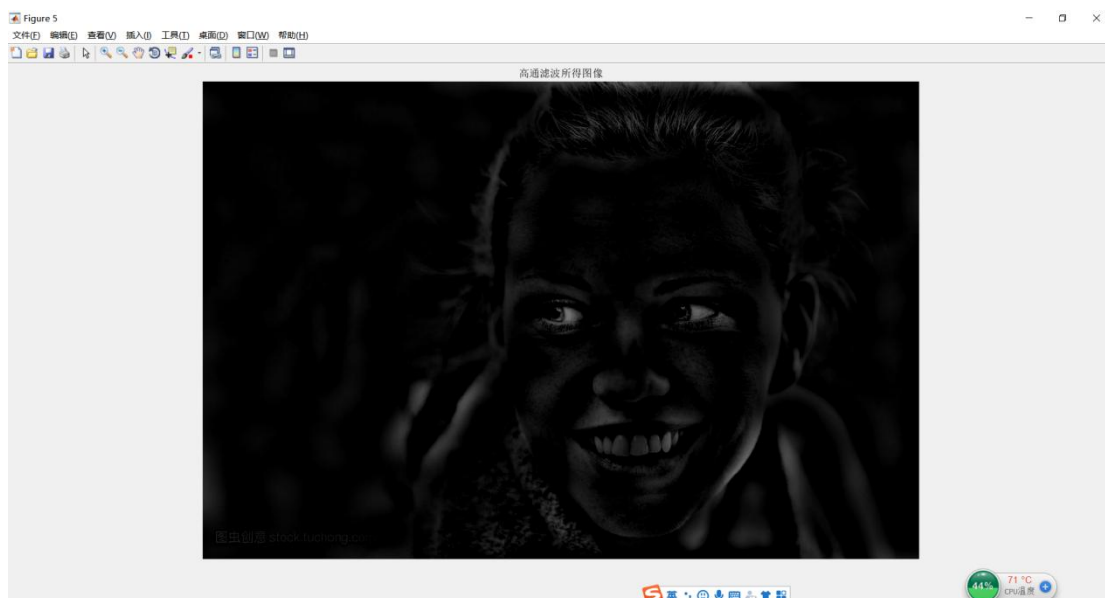 Figure 5
文件(F) 编辑(E) 查看(V) 插入(I) 工具(T) 桌面(D) 窗口(W) 帮助(H)
高通滤波所得图像
图虫创意 stock.tuchong.com
44% 71 °C
CPU温度
英